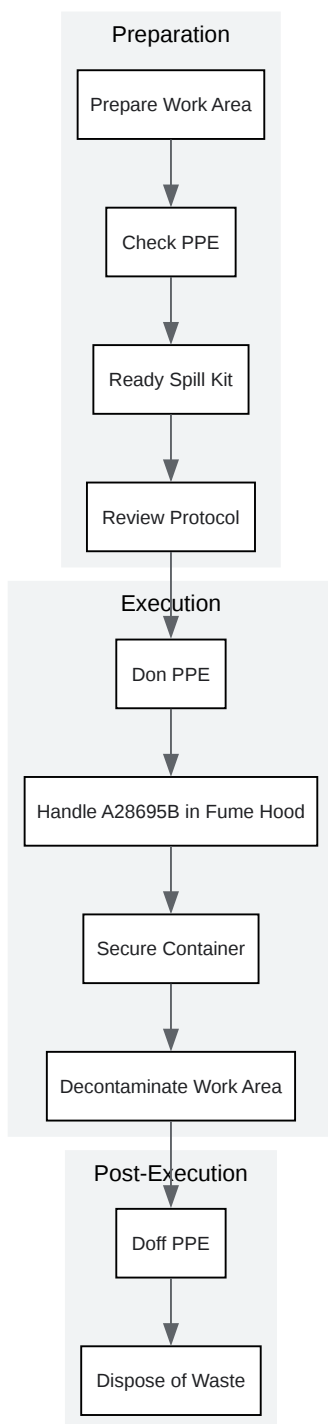 Preparation
Prepare Work Area
Check PPE
Ready Spill Kit
Review Protocol
Execution
Don PPE
Handle A28695B in Fume Hood
Secure Container
Decontaminate Work Area
Post-Execution
Doff PPE
Dispose of Waste